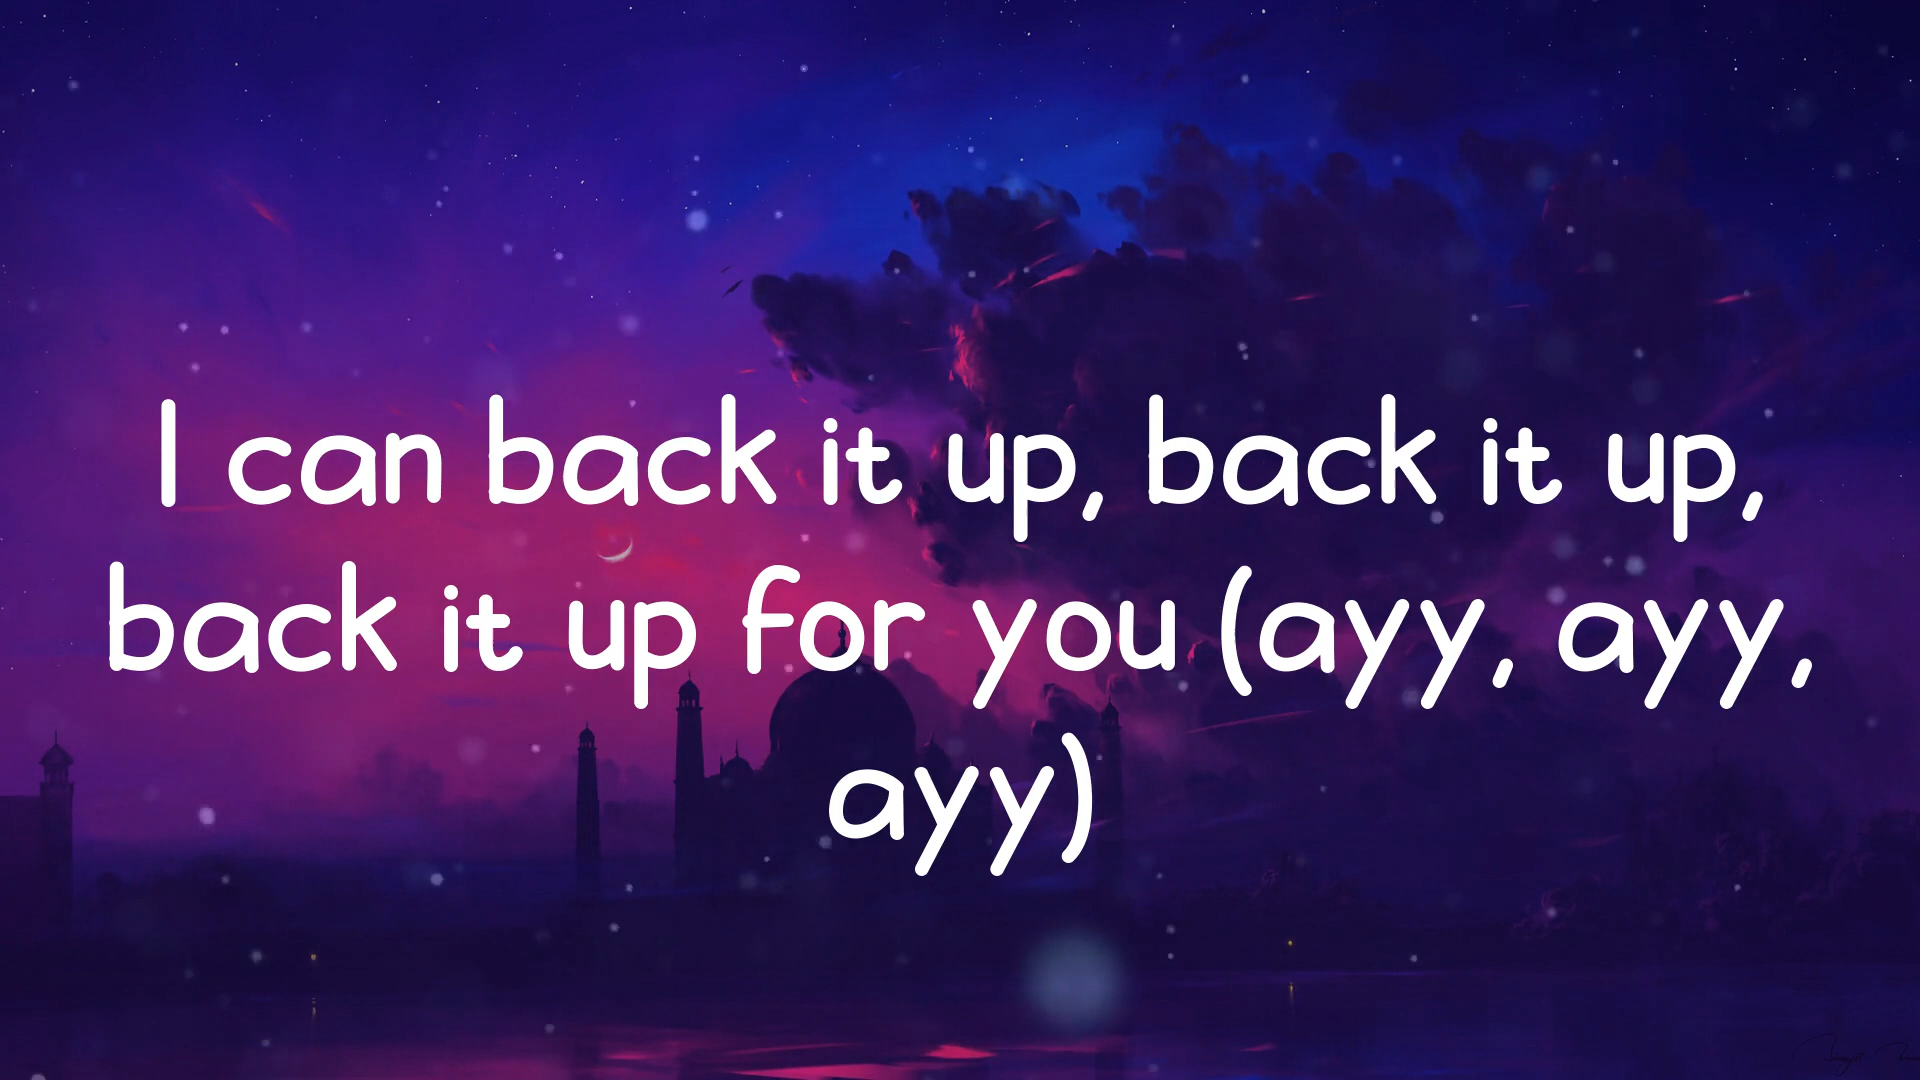 I can back it up, back it up,
back it up for you (ayy, ayy,
ayy)